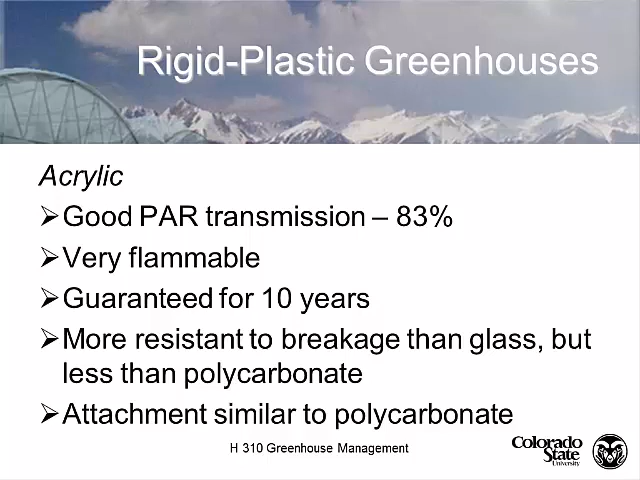 Rigid-Plastic Greenhouses
Acrylic
➢Good PAR transmission – 83%
➢Very flammable
➢Guaranteed for 10 years
➢More resistant to breakage than glass, but
less than polycarbonate
➢Attachment similar to polycarbonate
H 310 Greenhouse Management
Colorado
State
University